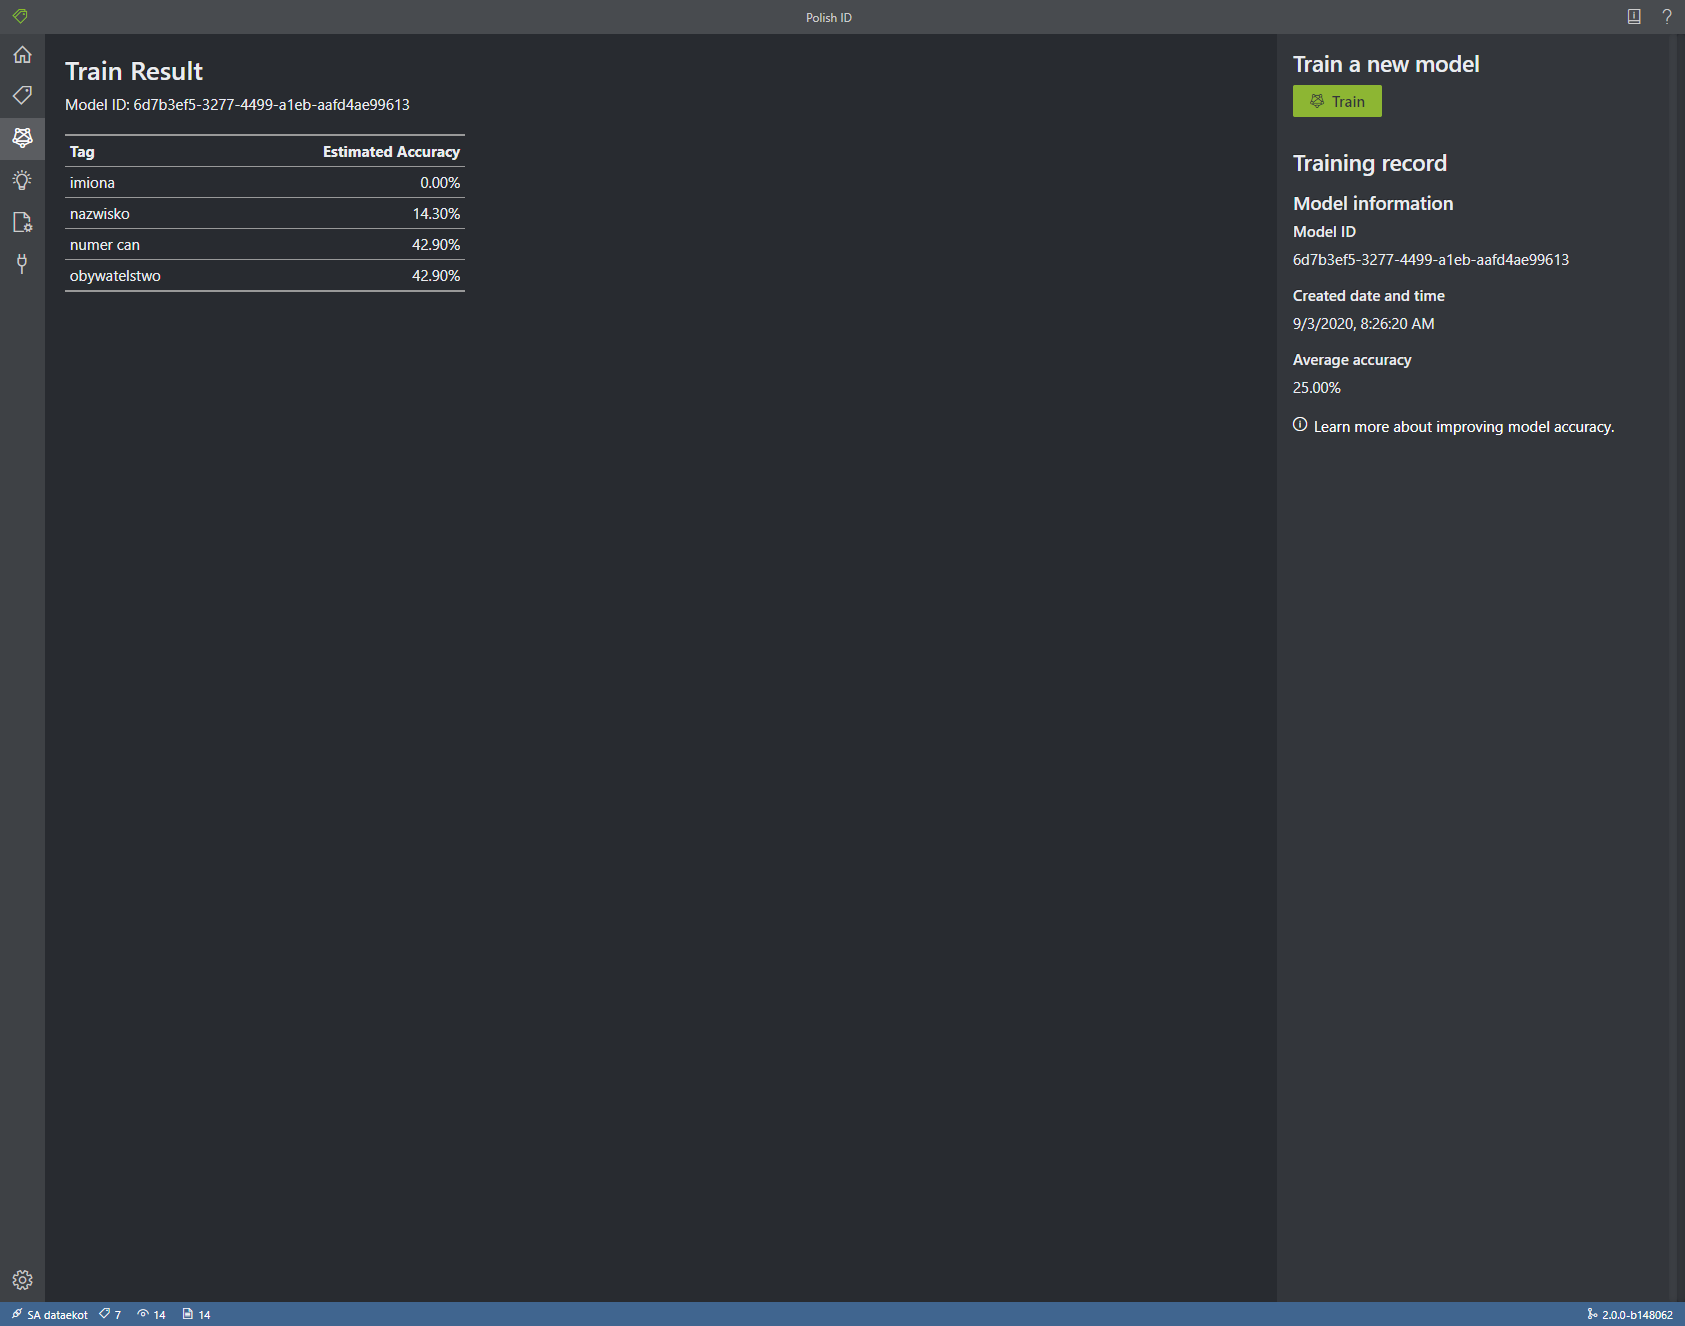 Polish ID
Train Result
Model ID: 6d7b3ef5-3277-4499-a1eb-aafd4ae99613
Tag Estimated Accuracy
imiona 0.00%
nazwisko 14.30%
numer can 42.90%
obywatelstwo 42.90%
Train a new model
Train
Training record
Model information
Model ID
6d7b3ef5-3277-4499-a1eb-aafd4ae99613
Created date and time
9/3/2020, 8:26:20 AM
Average accuracy
25.00%
Learn more about improving model accuracy.
SA dataekot 7 14 14 2.0.0-b148062